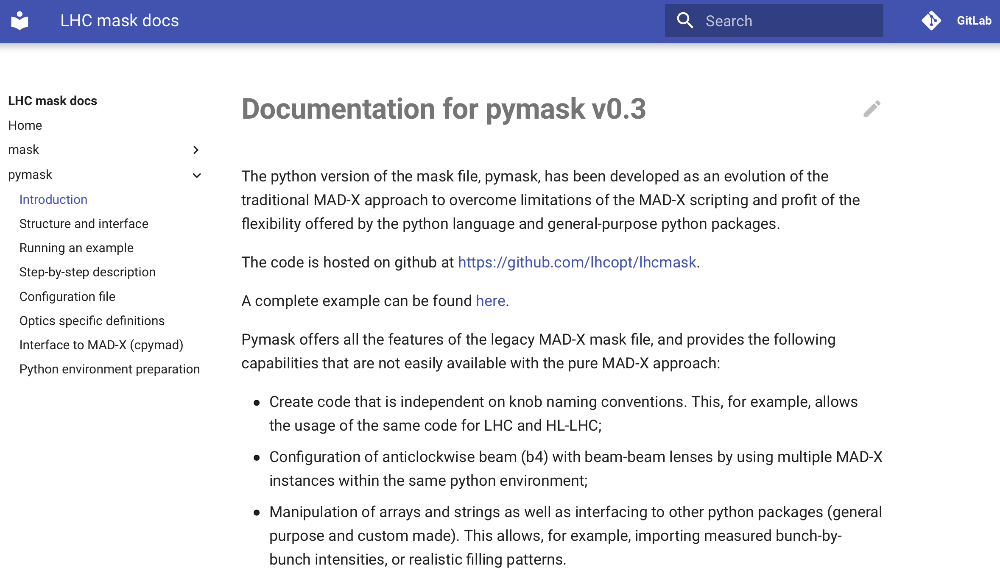 LHC mask docs
Search
GitLab
LHC mask docs
Home
mask
pymask
Introduction
Structure and interface
Running an example
Step-by-step description
Configuration file
Optics specific definitions
Interface to MAD-X (cpymad)
Python environment preparation
Documentation for pymask v0.3
The python version of the mask file, pymask, has been developed as an evolution of the
traditional MAD-X approach to overcome limitations of the MAD-X scripting and profit of the
flexibility offered by the python language and general-purpose python packages.
The code is hosted on github at https://github.com/lhcopt/lhcmask.
A complete example can be found here.
Pymask offers all the features of the legacy MAD-X mask file, and provides the following
capabilities that are not easily available with the pure MAD-X approach:
• Create code that is independent on knob naming conventions. This, for example, allows
the usage of the same code for LHC and HL-LHC;
• Configuration of anticlockwise beam (b4) with beam-beam lenses by using multiple MAD-X
instances within the same python environment;
• Manipulation of arrays and strings as well as interfacing to other python packages (general
purpose and custom made). This allows, for example, importing measured bunch-by-
bunch intensities, or realistic filling patterns.